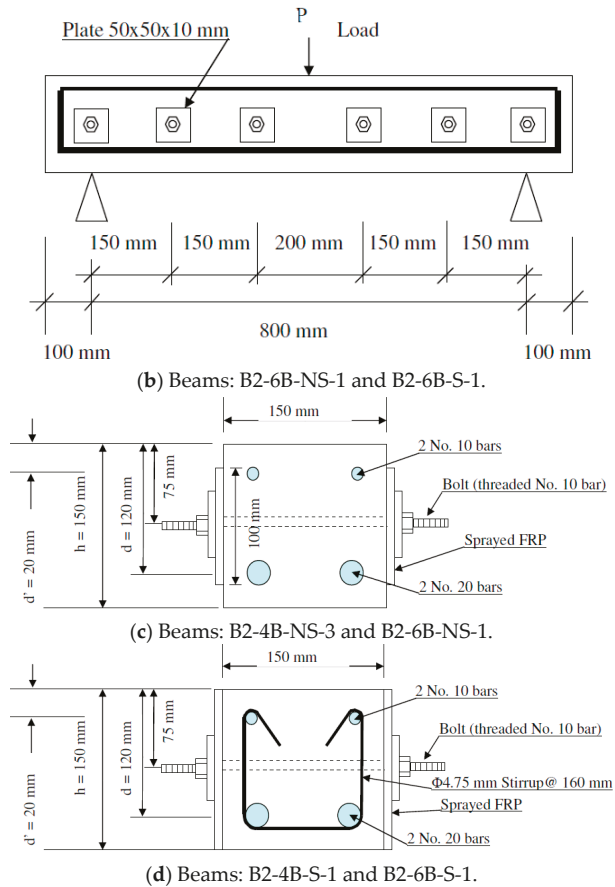 P
Plate 50x50x10 mm
Load
150 mm 150 mm 200 mm 150 mm 150 mm
800 mm
100 mm 100 mm
(b) Beams: B2-6B-NS-1 and B2-6B-S-1.
150 mm
2 No. 10 bars
Bolt (threaded No. 10 bar)
Sprayed FRP
2 No. 20 bars
d' = 20 mm
h = 150 mm
d = 120 mm
75 mm
100 mm
(c) Beams: B2-4B-NS-3 and B2-6B-NS-1.
150 mm
2 No. 10 bars
Bolt (threaded No. 10 bar)
Φ4.75 mm Stirrup@ 160 mm
Sprayed FRP
2 No. 20 bars
d' = 20 mm
h = 150 mm
d = 120 mm
75 mm
(d) Beams: B2-4B-S-1 and B2-6B-S-1.